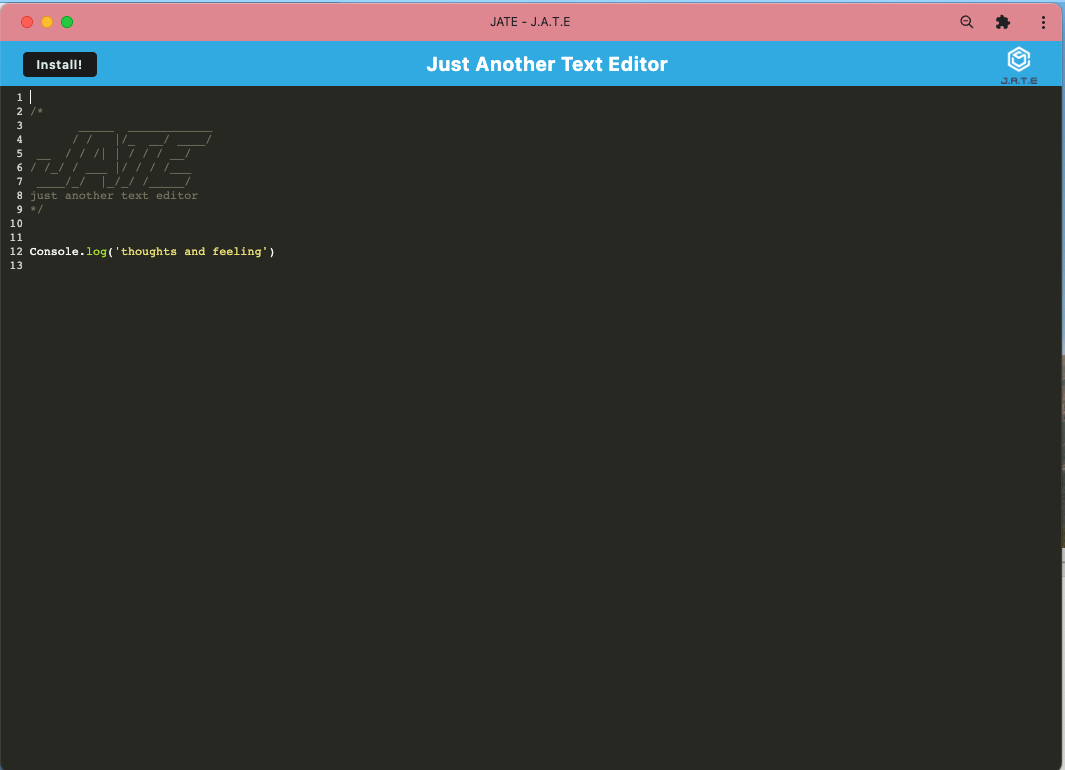 JATE - J.A.T.E
Install!
Just Another Text Editor
J.A.T.E
1
2 /*
3        _____  ____________
4       / /   |/_  __/ ____/
5  __  / / /| | / / / __/
6 / /_/ / ___ |/ / / /___
7  ____/_/  |_/_/ /_____/
8 just another text editor
9 */
10
11
12 Console.log('thoughts and feeling')
13